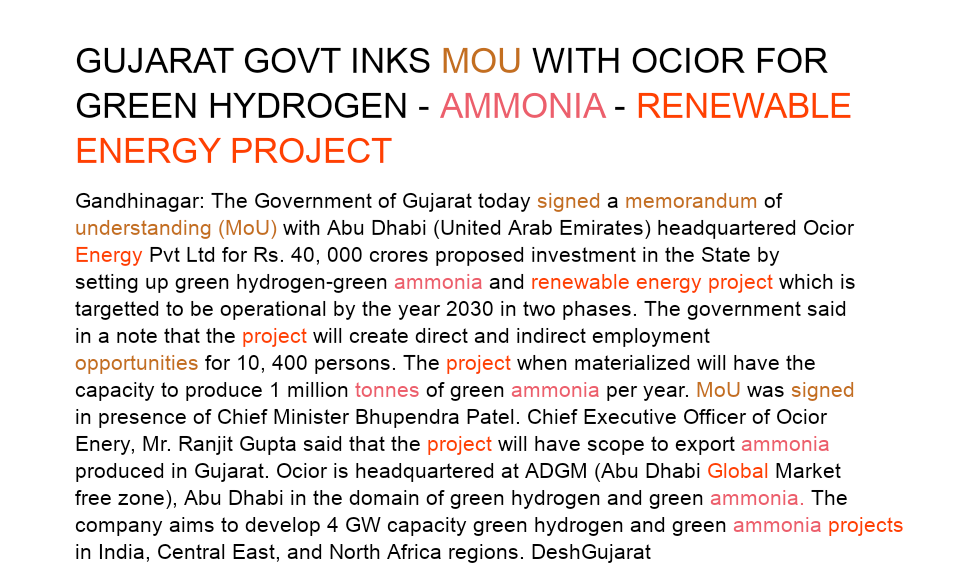 GUJARAT GOVT INKS MOU WITH OCIOR FOR
GREEN HYDROGEN - AMMONIA - RENEWABLE
ENERGY PROJECT
Gandhinagar: The Government of Gujarat today signed a memorandum of
understanding (MoU) with Abu Dhabi (United Arab Emirates) headquartered Ocior
Energy Pvt Ltd for Rs. 40, 000 crores proposed investment in the State by
setting up green hydrogen-green ammonia and renewable energy project which is
targetted to be operational by the year 2030 in two phases. The government said
in a note that the project will create direct and indirect employment
opportunities for 10, 400 persons. The project when materialized will have the
capacity to produce 1 million tonnes of green ammonia per year. MoU was signed
in presence of Chief Minister Bhupendra Patel. Chief Executive Officer of Ocior
Enery, Mr. Ranjit Gupta said that the project will have scope to export ammonia
produced in Gujarat. Ocior is headquartered at ADGM (Abu Dhabi Global Market
free zone), Abu Dhabi in the domain of green hydrogen and green ammonia. The
company aims to develop 4 GW capacity green hydrogen and green ammonia projects
in India, Central East, and North Africa regions. DeshGujarat